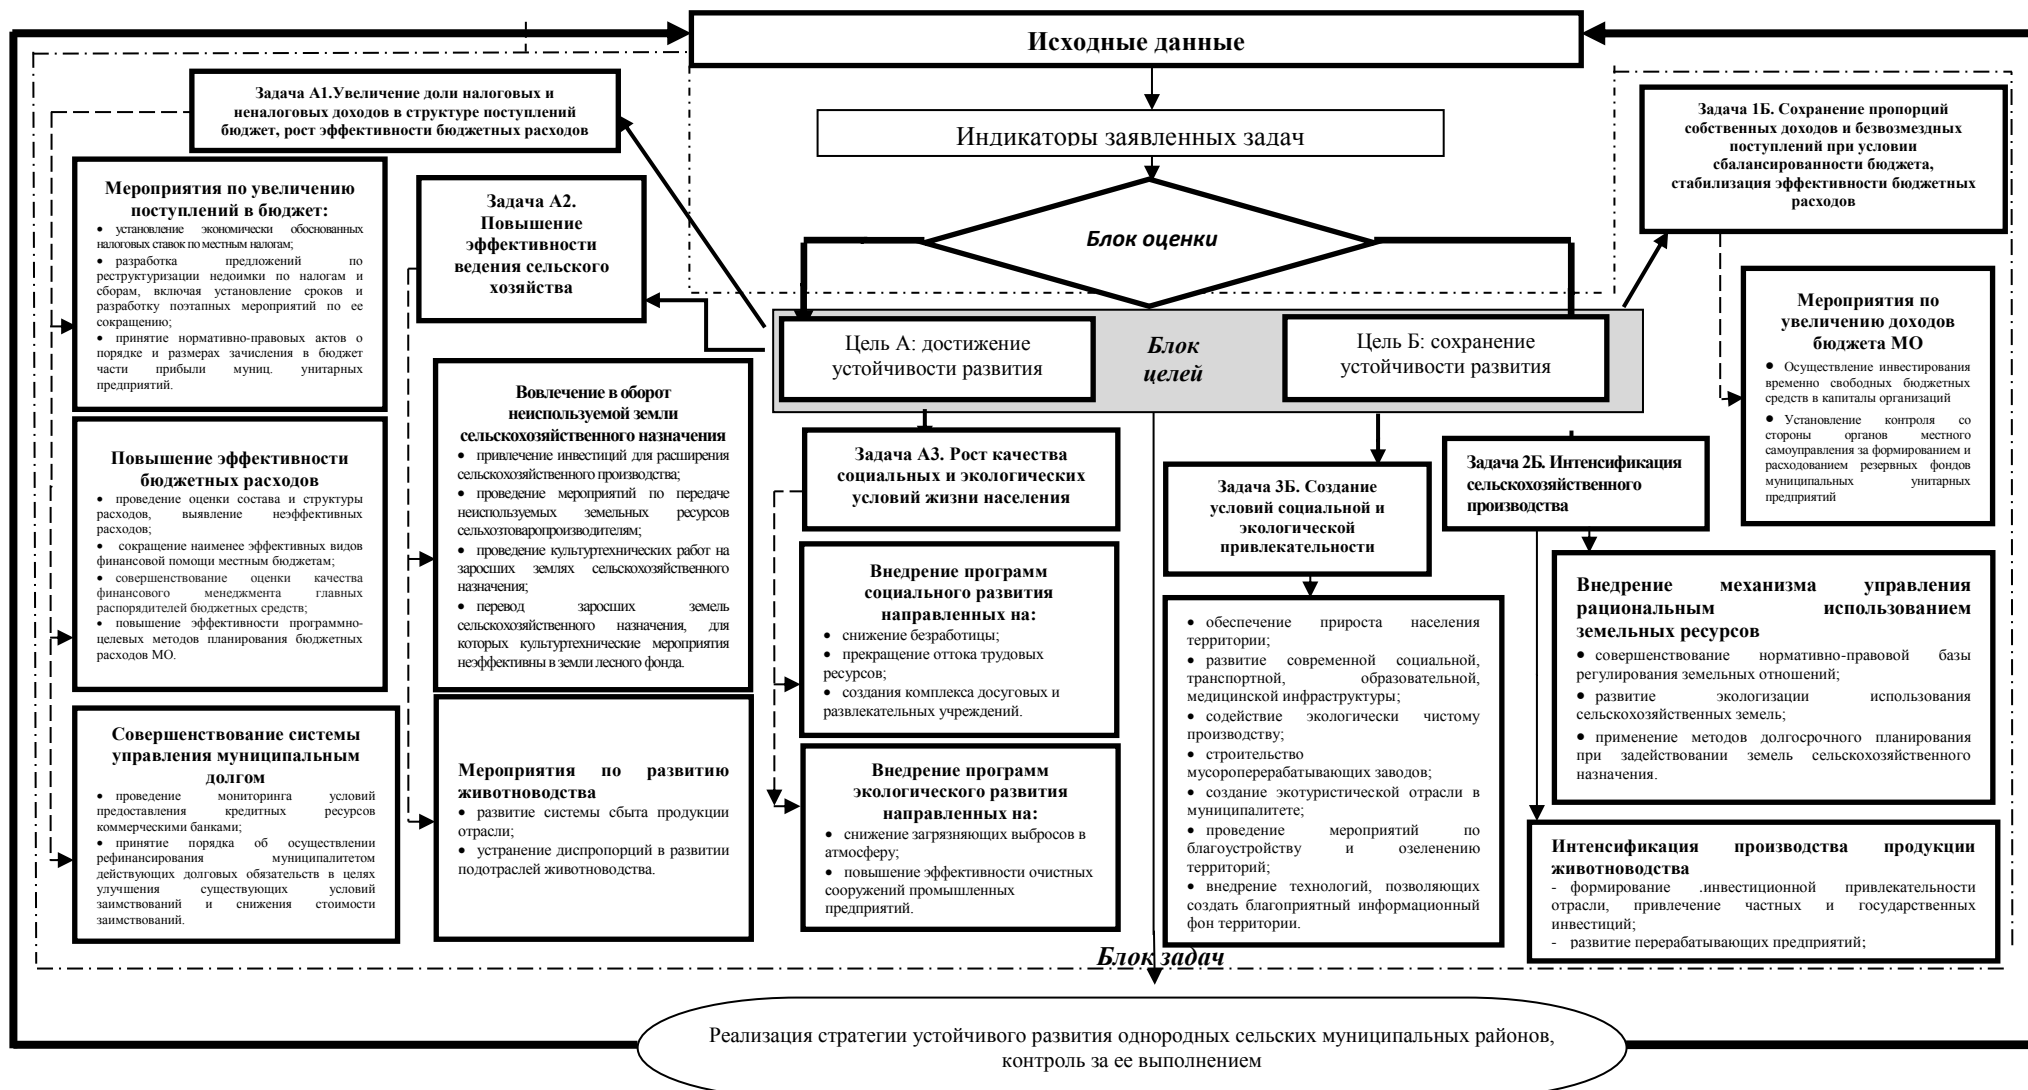 Исходные данные
Индикаторы заявленных задач
Блок оценки
Цель А: достижение
устойчивости развития
Блок
целей
Цель Б: сохранение
устойчивости развития
Задача А1.Увеличение доли налоговых и
неналоговых доходов в структуре поступлений
бюджет, рост эффективности бюджетных расходов
Мероприятия по увеличению
поступлений в бюджет:
• установление экономически обоснованных
налоговых ставок по местным налогам;
• разработка предложений по
реструктуризации недоимки по налогам и
сборам, включая установление сроков и
разработку поэтапных мероприятий по ее
сокращению;
• принятие нормативно-правовых актов о
порядке и размерах зачисления в бюджет
части прибыли муниц. унитарных
предприятий.
Повышение эффективности
бюджетных расходов
• проведение оценки состава и структуры
расходов, выявление неэффективных
расходов;
• сокращение наименее эффективных видов
финансовой помощи местным бюджетам;
• совершенствование оценки качества
финансового менеджмента главных
распорядителей бюджетных средств;
• повышение эффективности программно-
целевых методов планирования бюджетных
расходов МО.
Совершенствование системы
управления муниципальным
долгом
• проведение мониторинга условий
предоставления кредитных ресурсов
коммерческими банками;
• принятие порядка об осуществлении
рефинансирования муниципалитетом
действующих долговых обязательств в целях
улучшения существующих условий
заимствований и снижения стоимости
заимствований.
Задача А2.
Повышение
эффективности
ведения сельского
хозяйства
Вовлечение в оборот
неиспользуемой земли
сельскохозяйственного назначения
• привлечение инвестиций для расширения
сельскохозяйственного производства;
• проведение мероприятий по передаче
неиспользуемых земельных ресурсов
сельхозтоваропроизводителям;
• проведение культуртехнических работ на
заросших землях сельскохозяйственного
назначения;
• перевод заросших земель
сельскохозяйственного назначения, для
которых культуртехнические мероприятия
неэффективны в земли лесного фонда.
Мероприятия по развитию
животноводства
• развитие системы сбыта продукции
отрасли;
• устранение диспропорций в развитии
подотраслей животноводства.
Задача А3. Рост качества
социальных и экологических
условий жизни населения
Внедрение программ
социального развития
направленных на:
• снижение безработицы;
• прекращение оттока трудовых
ресурсов;
• создания комплекса досуговых и
развлекательных учреждений.
Внедрение программ
экологического развития
направленных на:
• снижение загрязняющих выбросов в
атмосферу;
• повышение эффективности очистных
сооружений промышленных
предприятий.
Задача 3Б. Создание
условий социальной и
экологической
привлекательности
• обеспечение прироста населения
территории;
• развитие современной социальной,
транспортной, образовательной,
медицинской инфраструктуры;
• содействие экологически чистому
производству;
• строительство
мусороперерабатывающих заводов;
• создание экотуристической отрасли в
муниципалитете;
• проведение мероприятий по
благоустройству и озеленению
территорий;
• внедрение технологий, позволяющих
создать благоприятный информационный
фон территории.
Задача 2Б. Интенсификация
сельскохозяйственного
производства
Внедрение механизма управления
рациональным использованием
земельных ресурсов
• совершенствование нормативно-правовой базы
регулирования земельных отношений;
• развитие экологизации использования
сельскохозяйственных земель;
• применение методов долгосрочного планирования
при задействовании земель сельскохозяйственного
назначения.
Интенсификация производства продукции
животноводства
- формирование .инвестиционной привлекательности
отрасли, привлечение частных и государственных
инвестиций;
- развитие перерабатывающих предприятий;
Задача 1Б. Сохранение пропорций
собственных доходов и безвозмездных
поступлений при условии
сбалансированности бюджета,
стабилизация эффективности бюджетных
расходов
Мероприятия по
увеличению доходов
бюджета МО
• Осуществление инвестирования
временно свободных бюджетных
средств в капиталы организаций
• Установление контроля со
стороны органов местного
самоуправления за формированием и
расходованием резервных фондов
муниципальных унитарных
предприятий
Блок задач
Реализация стратегии устойчивого развития однородных сельских муниципальных районов,
контроль за ее выполнением